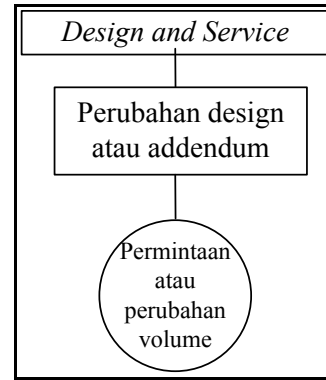 Design and Service
Perubahan design
atau addendum
Permintaan
atau
perubahan
volume